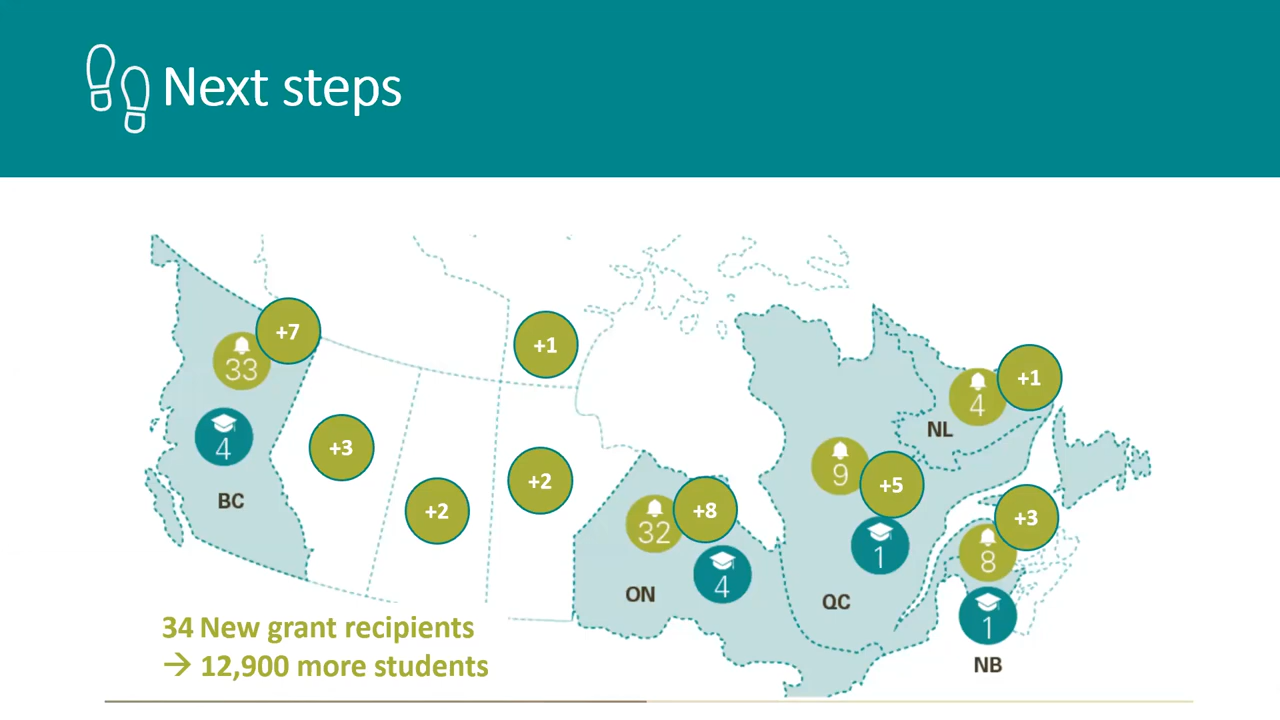 Next steps
+7
33
4
BC
+3
+2
+1
+2
32
+8
4
ON
9
+5
1
QC
4
+1
NL
+3
8
1
NB
34 New grant recipients
→ 12,900 more students